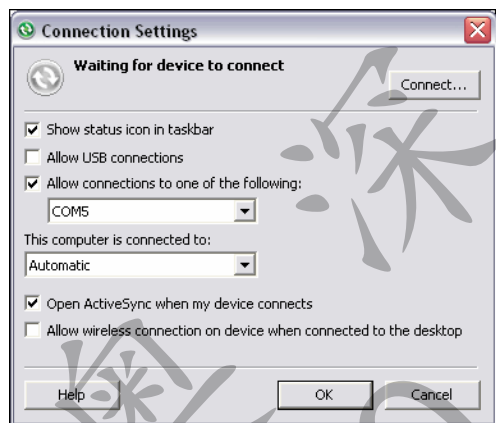 Connection Settings
Waiting for device to connect
Connect...
Show status icon in taskbar
Allow USB connections
Allow connections to one of the following:
COM5
This computer is connected to:
Automatic
Open ActiveSync when my device connects
Allow wireless connection on device when connected to the desktop
Help OK Cancel
深
奥